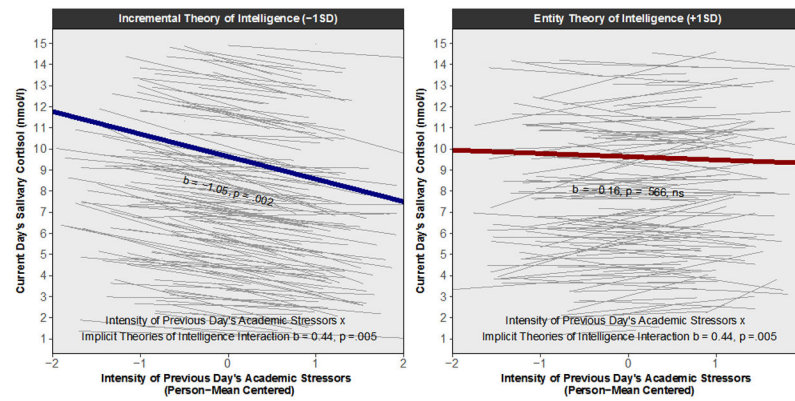 Incremental Theory of Intelligence (−1SD)
Current Day's Salivary Cortisol (nmol/l)
15
14
13
12
11
10
9
8
7
6
5
4
3
2
1
b = −1.05, p = .002
Intensity of Previous Day's Academic Stressors x
Implicit Theories of Intelligence Interaction b = 0.44, p = .005
−2
−1
0
1
2
Intensity of Previous Day's Academic Stressors
(Person−Mean Centered)
Entity Theory of Intelligence (+1SD)
Current Day's Salivary Cortisol (nmol/l)
15
14
13
12
11
10
9
8
7
6
5
4
3
2
1
b = −0.16, p = .566, ns
Intensity of Previous Day's Academic Stressors x
Implicit Theories of Intelligence Interaction b = 0.44, p = .005
−2
−1
0
1
Intensity of Previous Day's Academic Stressors
(Person−Mean Centered)